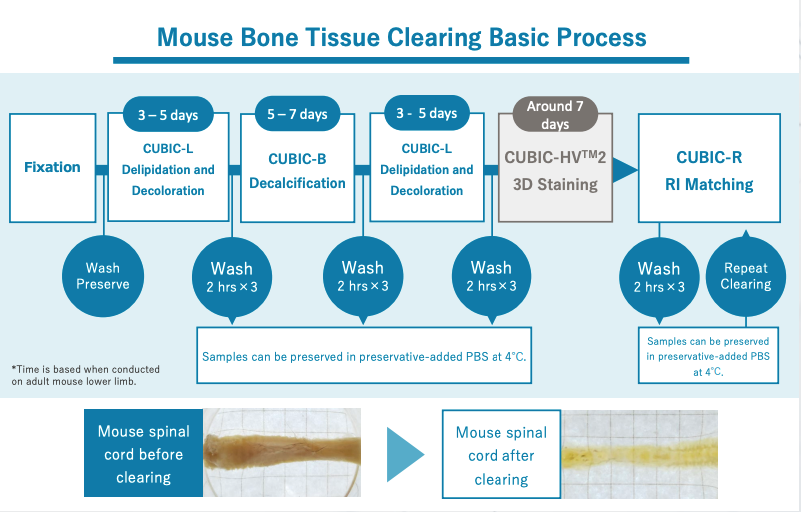 Mouse Bone Tissue Clearing Basic Process
Fixation
3 – 5 days
CUBIC-L
Delipidation and
Decoloration
5 – 7 days
CUBIC-B
Decalcification
3 - 5 days
CUBIC-L
Delipidation and
Decoloration
Around 7
days
CUBIC-HV™2
3D Staining
CUBIC-R
RI Matching
Wash
Preserve
Wash
2 hrs×3
Wash
2 hrs×3
Wash
2 hrs×3
Wash
2 hrs×3
Repeat
Clearing
Samples can be preserved in preservative-added PBS at 4°C.
Samples can be preserved
in preservative-added PBS
at 4°C.
*Time is based when conducted
on adult mouse lower limb.
Mouse spinal
cord before
clearing
Mouse spinal
cord after
clearing